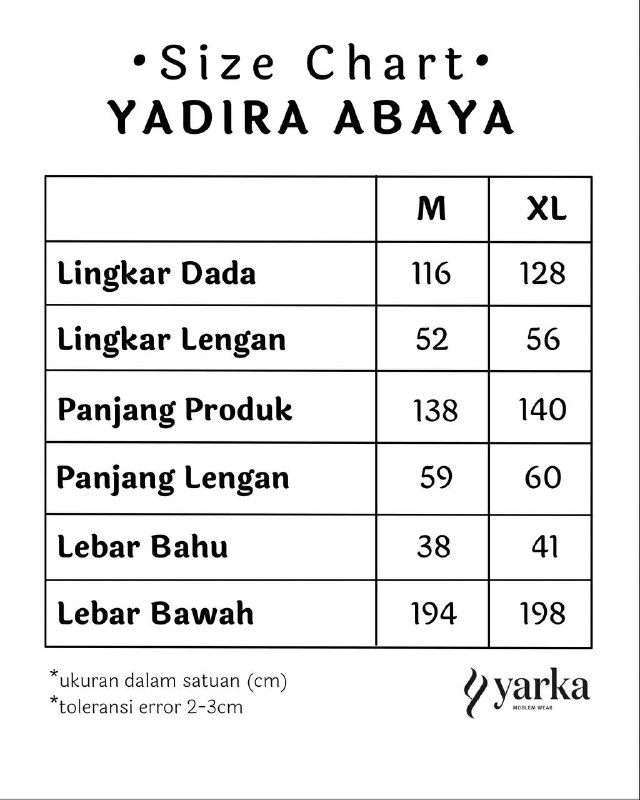 •Size Chart•
YADIRA ABAYA
M XL
Lingkar Dada 116 128
Lingkar Lengan 52 56
Panjang Produk 138 140
Panjang Lengan 59 60
Lebar Bahu 38 41
Lebar Bawah 194 198
*ukuran dalam satuan (cm)
*toleransi error 2-3cm
yarka
MOSLEM WEAR